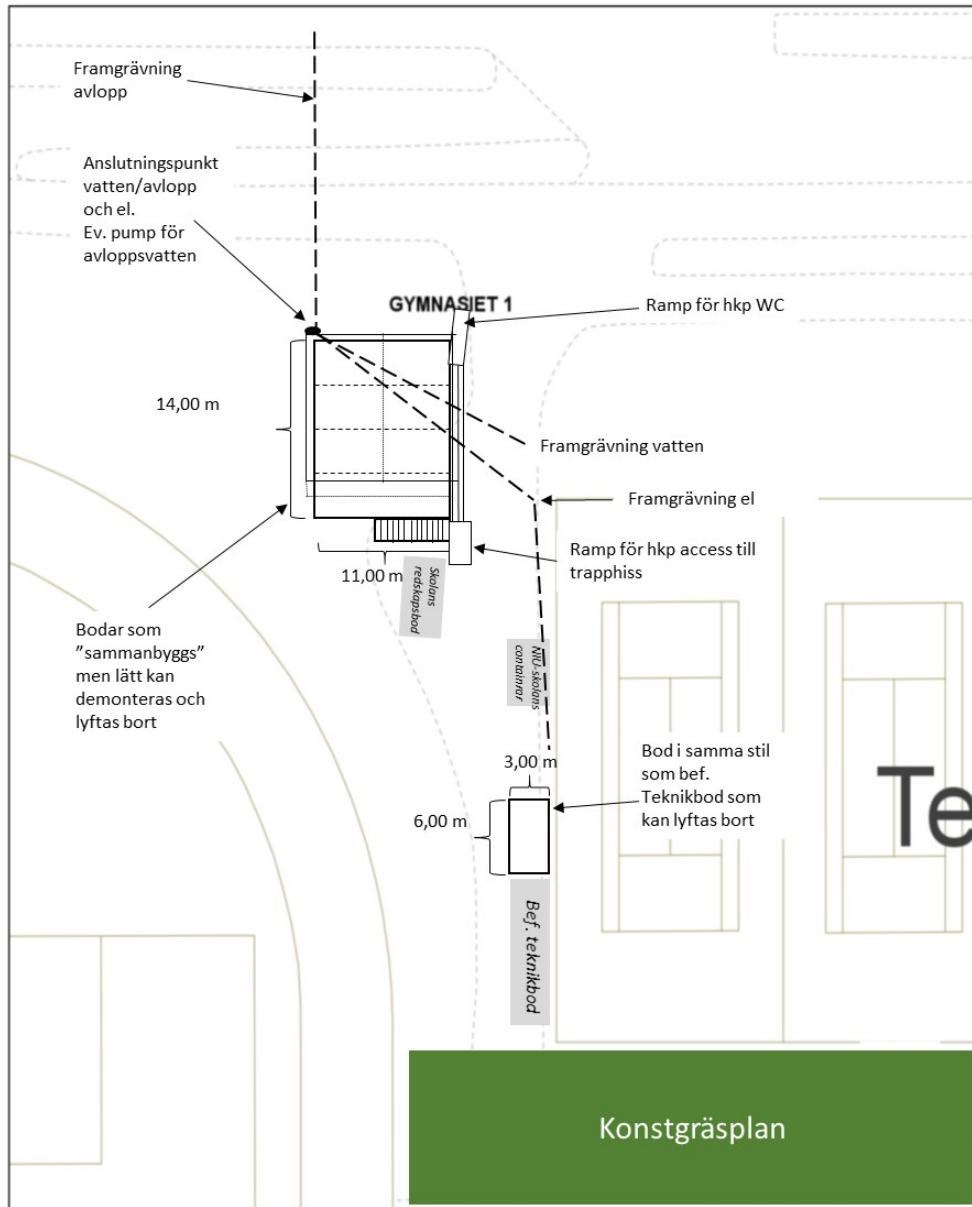 Framgrävning
avlopp
Anslutningspunkt
vatten/avlopp
och el.
Ev. pump för
avloppsvatten
GYMNASIET 1
Ramp för hkp WC
14,00 m
Framgrävning vatten
Framgrävning el
Ramp för hkp access till
trapphiss
11,00 m
Skolans
redskapsbod
Bodar som
”sammanbyggs”
men lätt kan
demonteras och
lyftas bort
NIU-skolans
containrar
3,00 m
Bod i samma stil
som bef.
Teknikbod som
kan lyftas bort
6,00 m
Te
Bef. teknikbod
Konstgräsplan